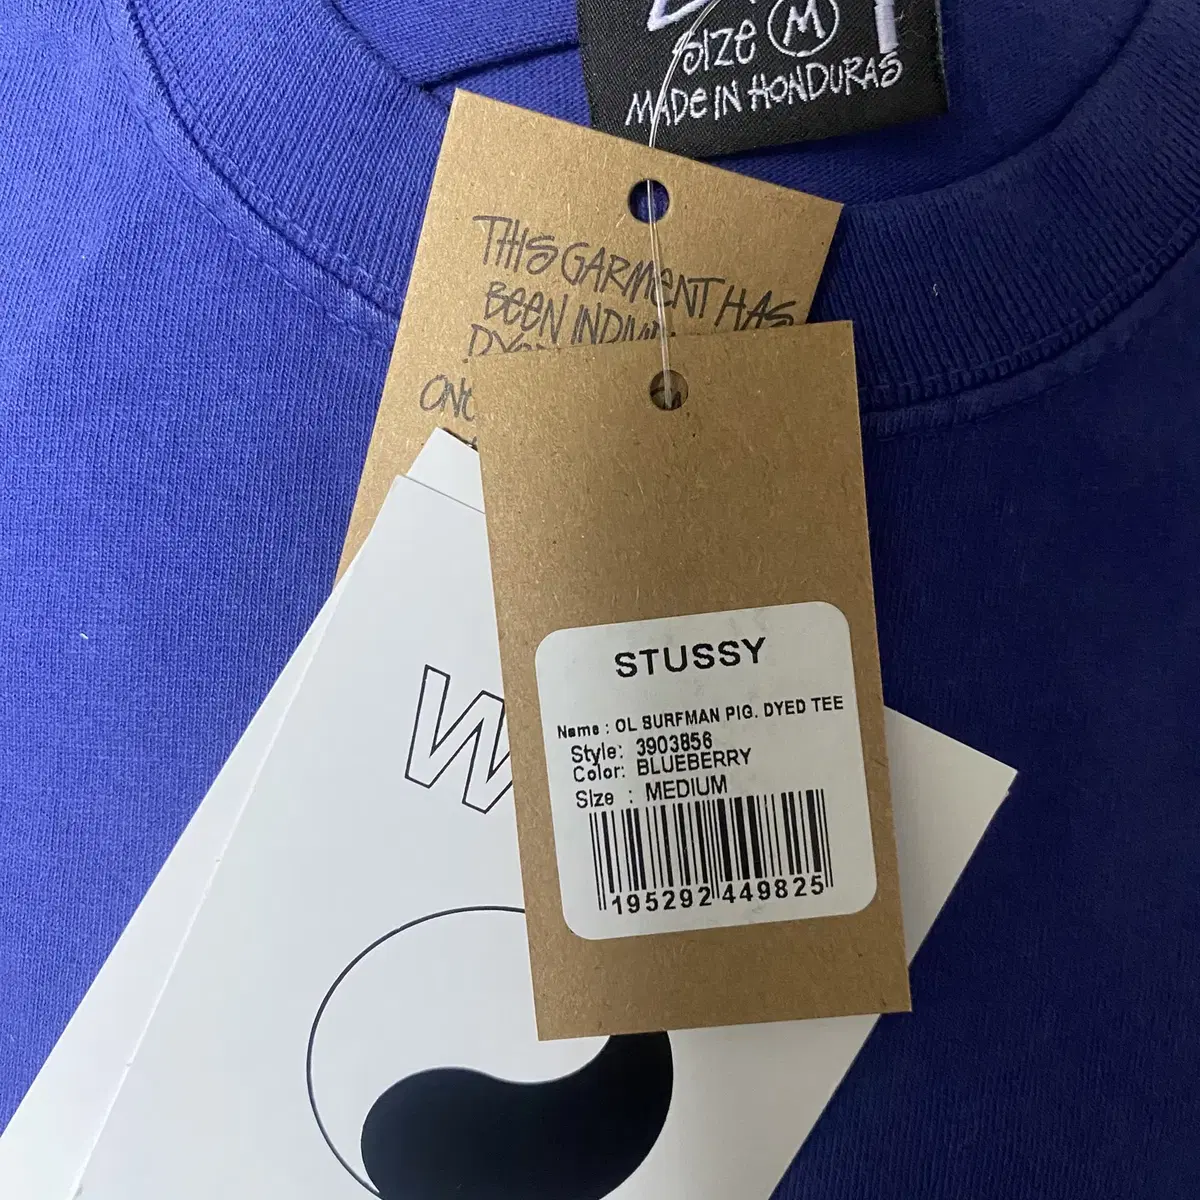 SIZE M
MADE IN HONDURAS
THIS GARMENT HAS
BEEN
STUSSY
Name : OL SURFMAN PIG. DYED TEE
Style: 3903856
Color: BLUEBERRY
Size : MEDIUM
195292 449825
W